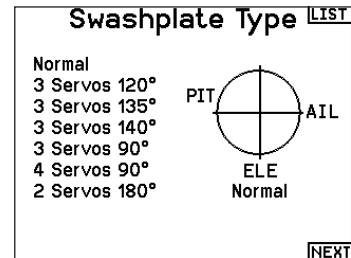 Swashplate Type
LIST
Normal
3 Servos 120°
3 Servos 135°
3 Servos 140°
3 Servos 90°
4 Servos 90°
2 Servos 180°
PIT
AIL
ELE
Normal
NEXT